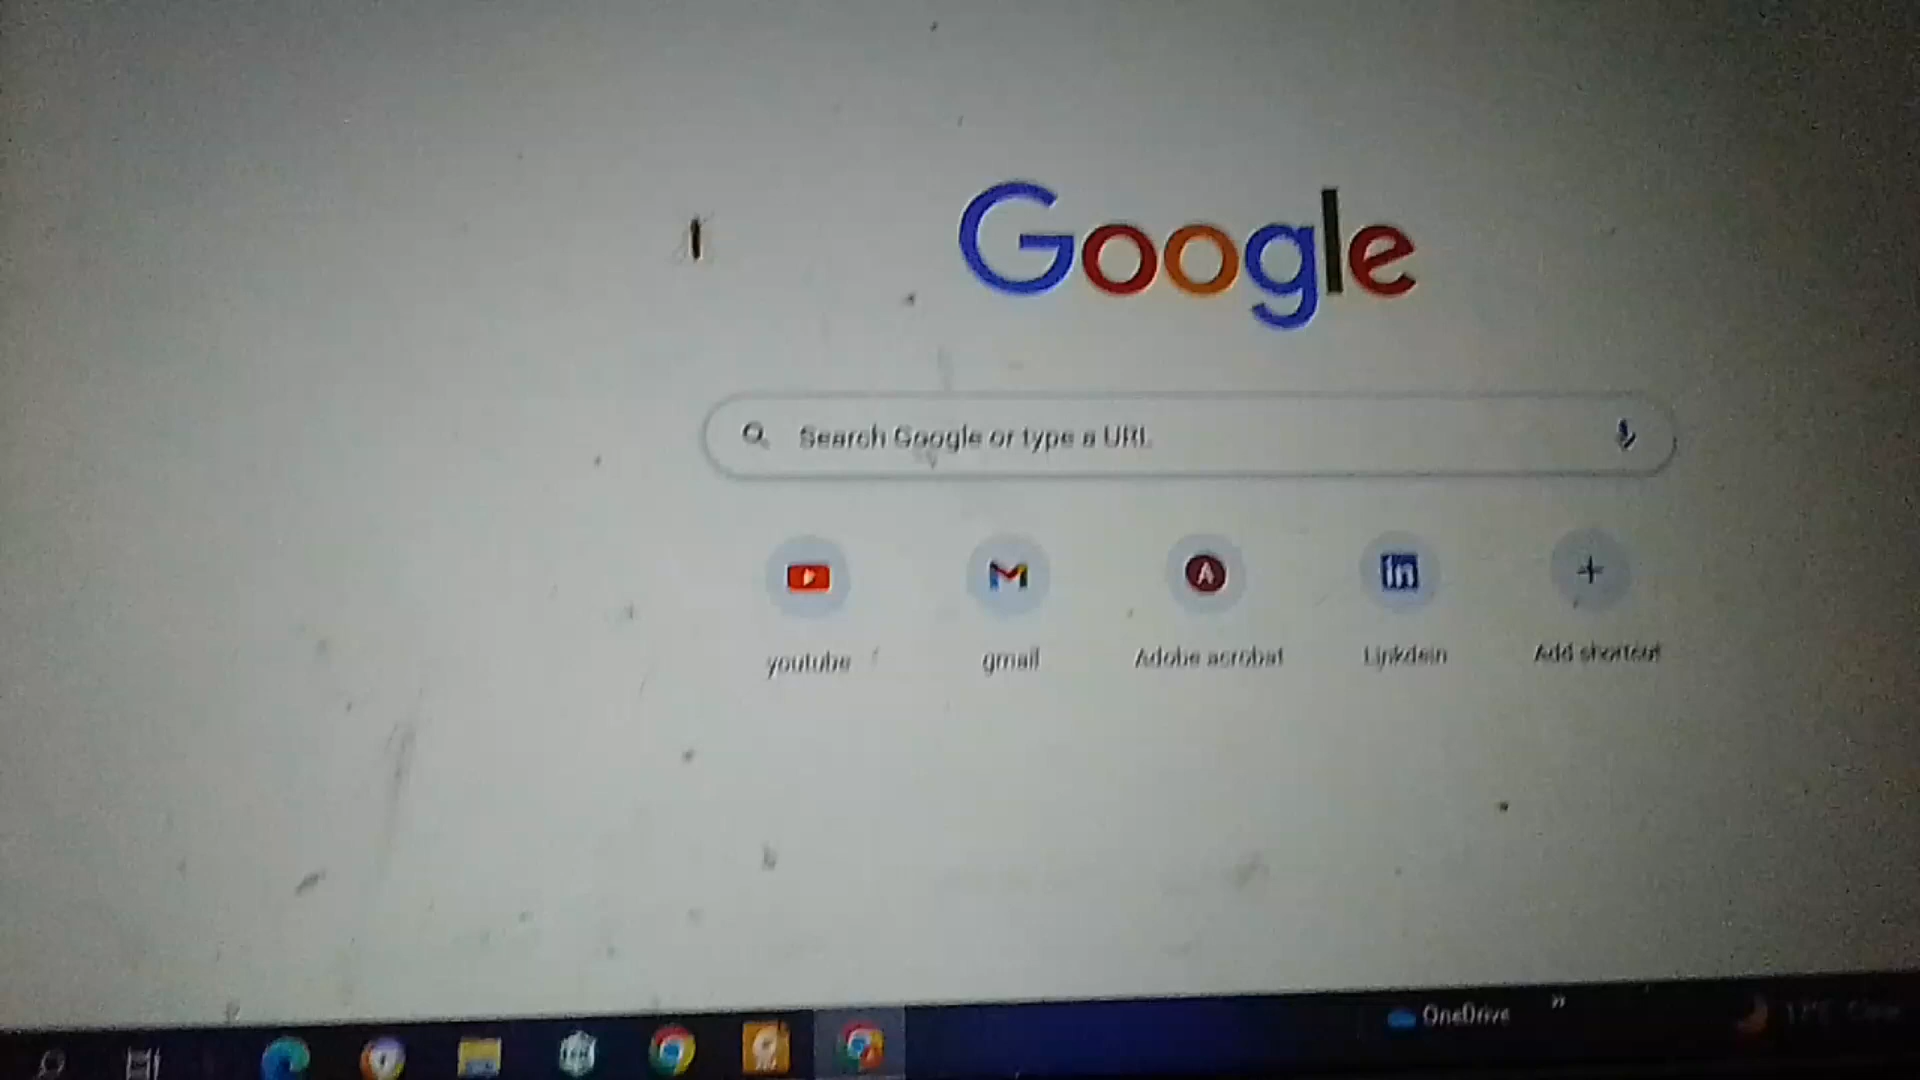 Google
Search Google or type a URL
youtube
gmail
Adobe acrobat
Linkdein
Add shortcut
OneDrive